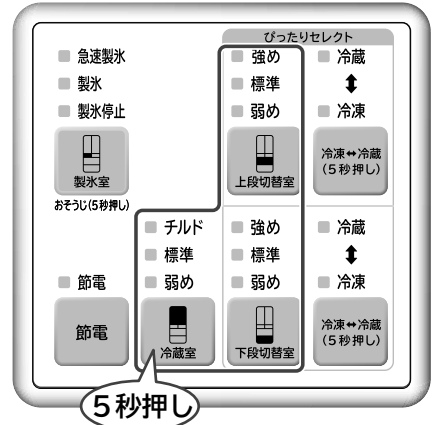 ぴったりセレクト
急速製氷
製氷
製氷停止
製氷室
おそうじ(5秒押し)
強め
標準
弱め
上段切替室
冷蔵
冷凍
冷凍↔冷蔵
(5秒押し)
節電
節電
チルド
標準
弱め
冷蔵室
強め
標準
弱め
下段切替室
冷蔵
冷凍
冷凍↔冷蔵
(5秒押し)
5秒押し